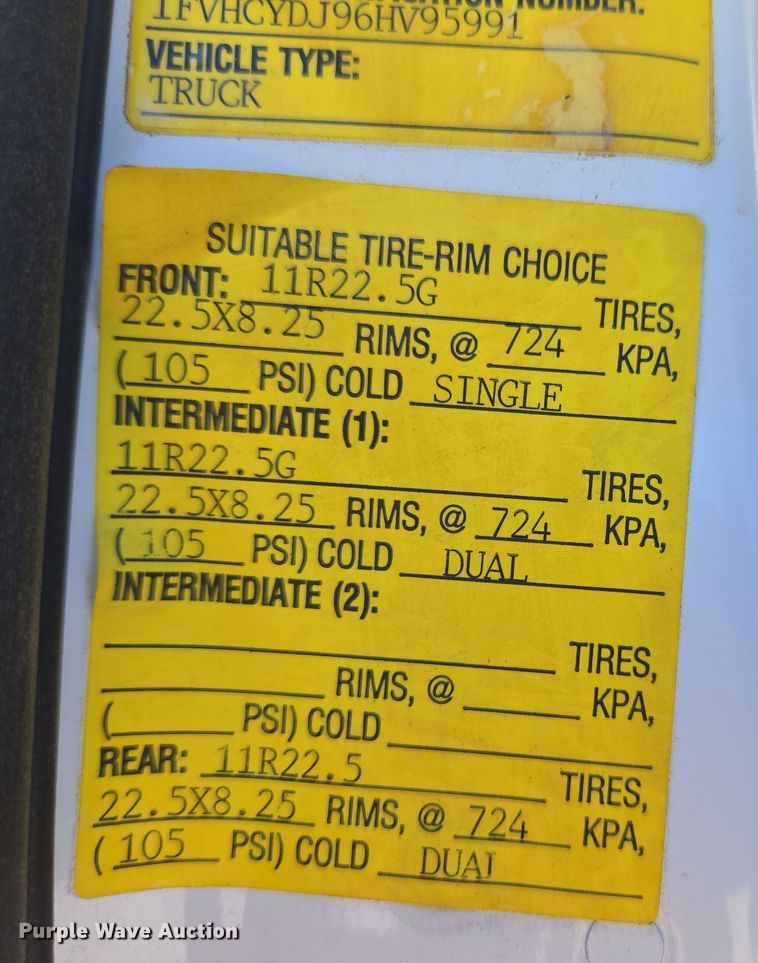 IDENTIFICATION NUMBER:
1FVHCYDJ96HV95991
VEHICLE TYPE:
TRUCK
SUITABLE TIRE-RIM CHOICE
FRONT: 11R22.5G TIRES,
22.5X8.25 RIMS, @ 724 KPA,
(105 PSI) COLD SINGLE
INTERMEDIATE (1):
11R22.5G TIRES,
22.5X8.25 RIMS, @ 724 KPA,
(105 PSI) COLD DUAL
INTERMEDIATE (2):
TIRES,
RIMS, @ KPA,
( PSI) COLD
REAR: 11R22.5 TIRES,
22.5X8.25 RIMS, @ 724 KPA,
(105 PSI) COLD DUAL
Purple Wave Auction